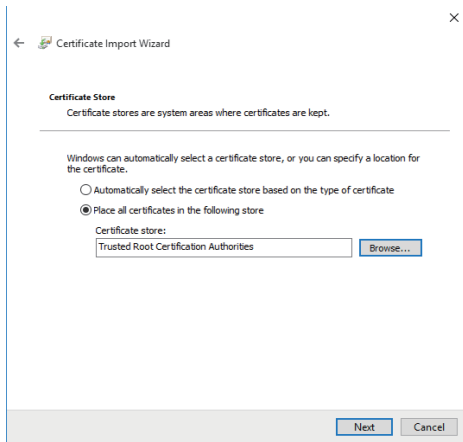 Certificate Import Wizard
Certificate Store
Certificate stores are system areas where certificates are kept.
Windows can automatically select a certificate store, or you can specify a location for
the certificate.
Automatically select the certificate store based on the type of certificate
Place all certificates in the following store
Certificate store:
Trusted Root Certification Authorities
Browse...
Next
Cancel